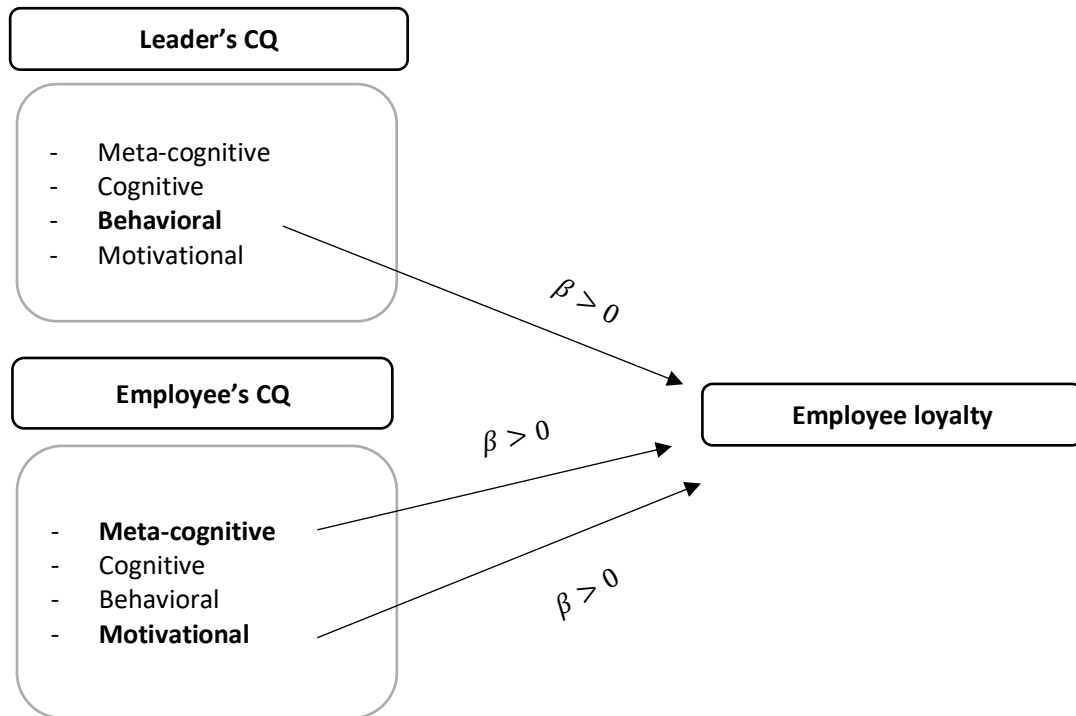 Leader’s CQ
- Meta-cognitive
- Cognitive
- Behavioral
- Motivational
β > 0
Employee’s CQ
Employee loyalty
β > 0
- Meta-cognitive
- Cognitive
- Behavioral
- Motivational
β > 0